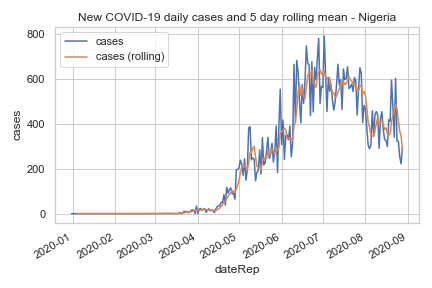 New COVID-19 daily cases and 5 day rolling mean - Nigeria
cases
cases (rolling)
800
600
400
200
0
cases
2020-01
2020-02
2020-03
2020-04
2020-05
2020-06
2020-07
2020-08
2020-09
dateRep